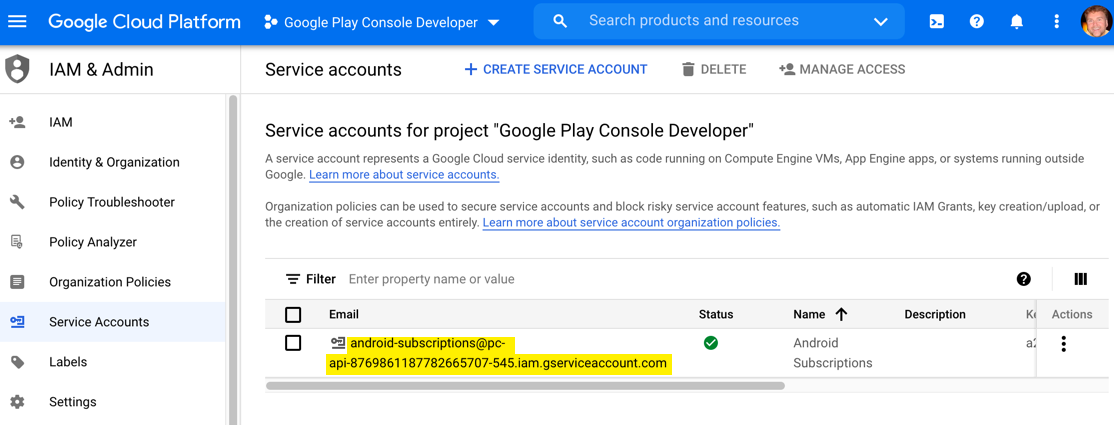 Google Cloud Platform
Google Play Console Developer
Search products and resources
IAM & Admin
Service accounts
CREATE SERVICE ACCOUNT
DELETE
MANAGE ACCESS
IAM
Identity & Organization
Policy Troubleshooter
Policy Analyzer
Organization Policies
Service Accounts
Labels
Settings
Service accounts for project "Google Play Console Developer"
A service account represents a Google Cloud service identity, such as code running on Compute Engine VMs, App Engine apps, or systems running outside
Google. Learn more about service accounts.
Organization policies can be used to secure service accounts and block risky service account features, such as automatic IAM Grants, key creation/upload, or
the creation of service accounts entirely. Learn more about service account organization policies.
Filter Enter property name or value
Email Status Name Description Actions
android-subscriptions@pc- Android
api-8769861187782665707-545.iam.gserviceaccount.com Subscriptions